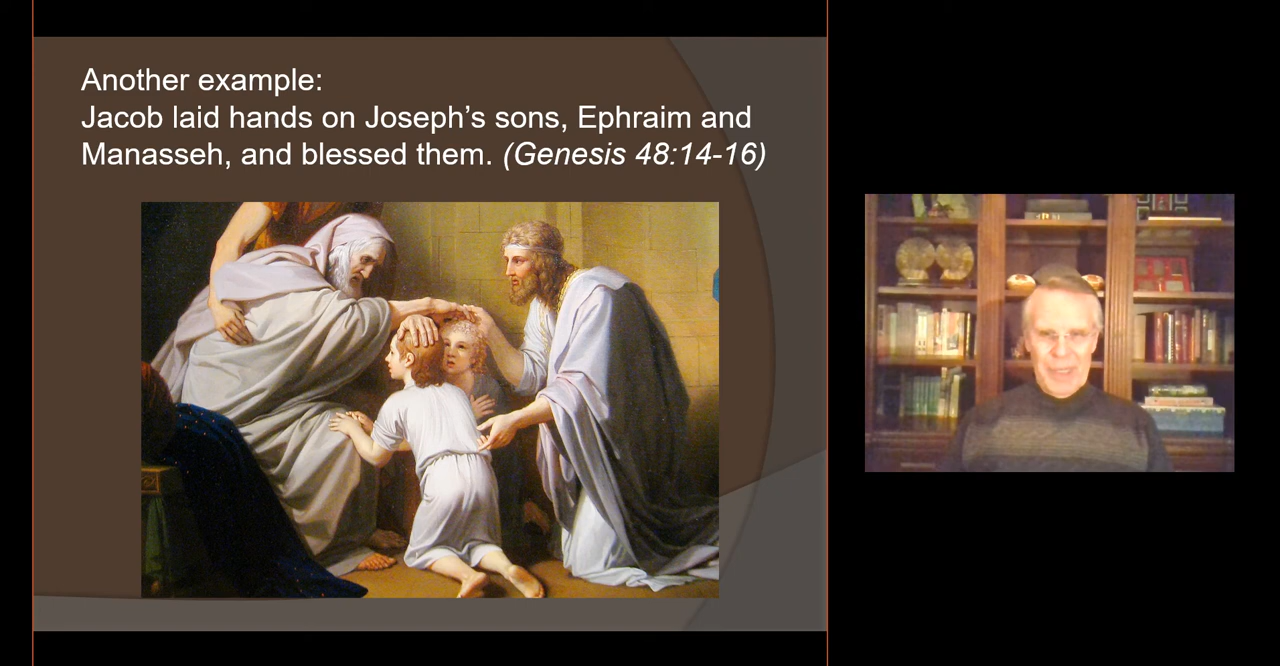 Another example:
Jacob laid hands on Joseph’s sons, Ephraim and
Manasseh, and blessed them. (Genesis 48:14-16)